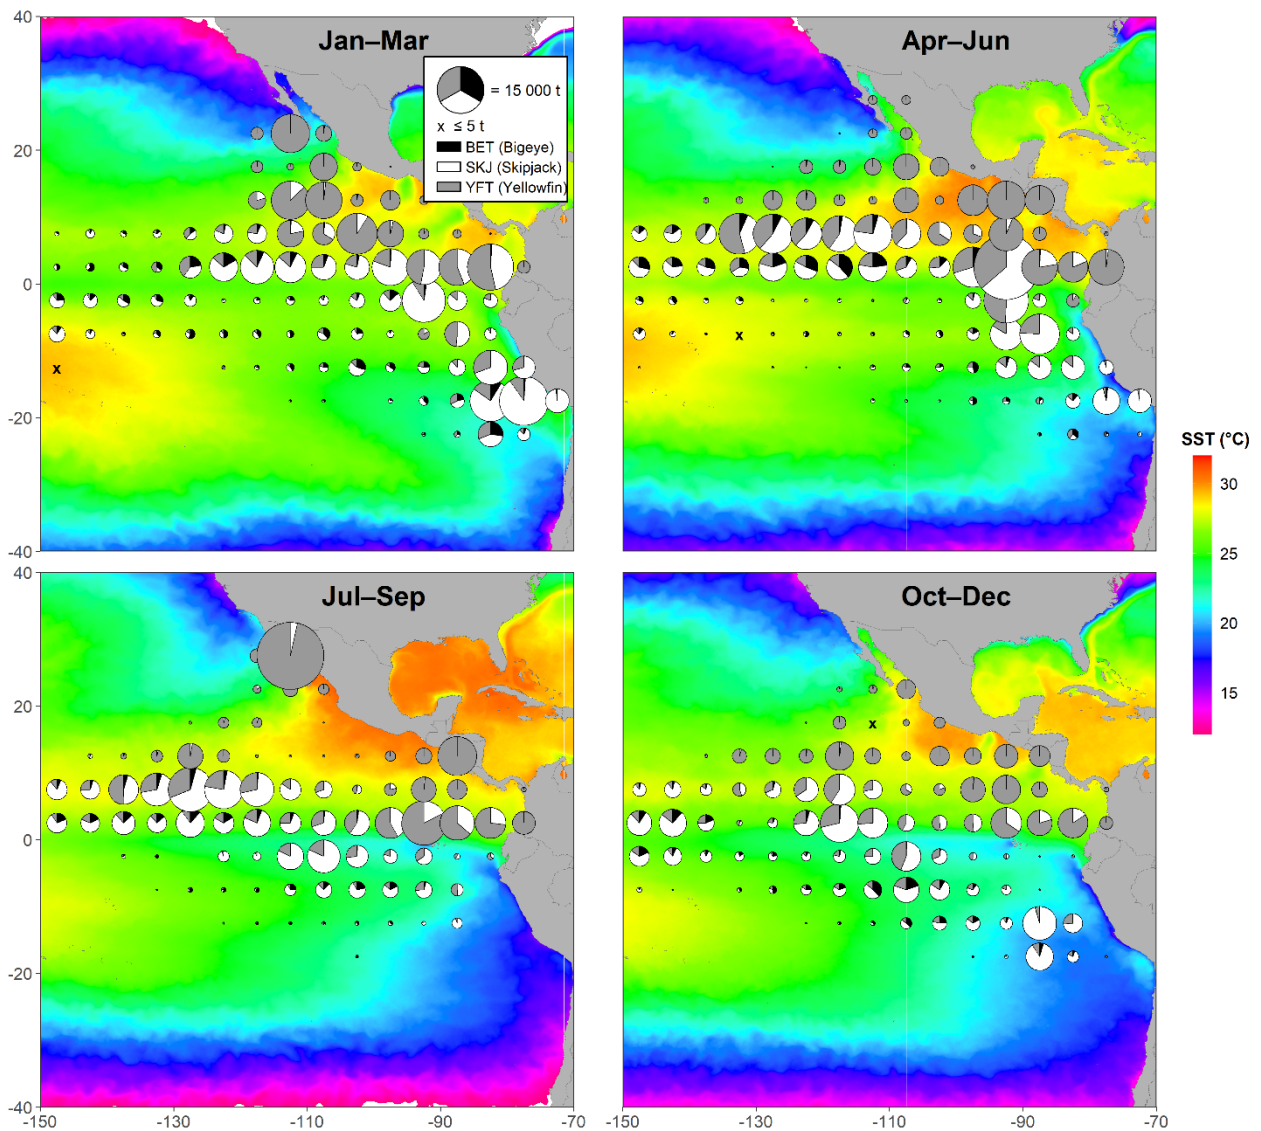 Jan–Mar
Apr–Jun
40
20
0
-20
-40
= 15 000 t
x ≤ 5 t
BET (Bigeye)
SKJ (Skipjack)
YFT (Yellowfin)
x
x
SST (°C)
30
25
20
15
Jul–Sep
Oct–Dec
40
20
0
-20
-40
x
-150
-130
-110
-90
-70
-150
-130
-110
-90
-70